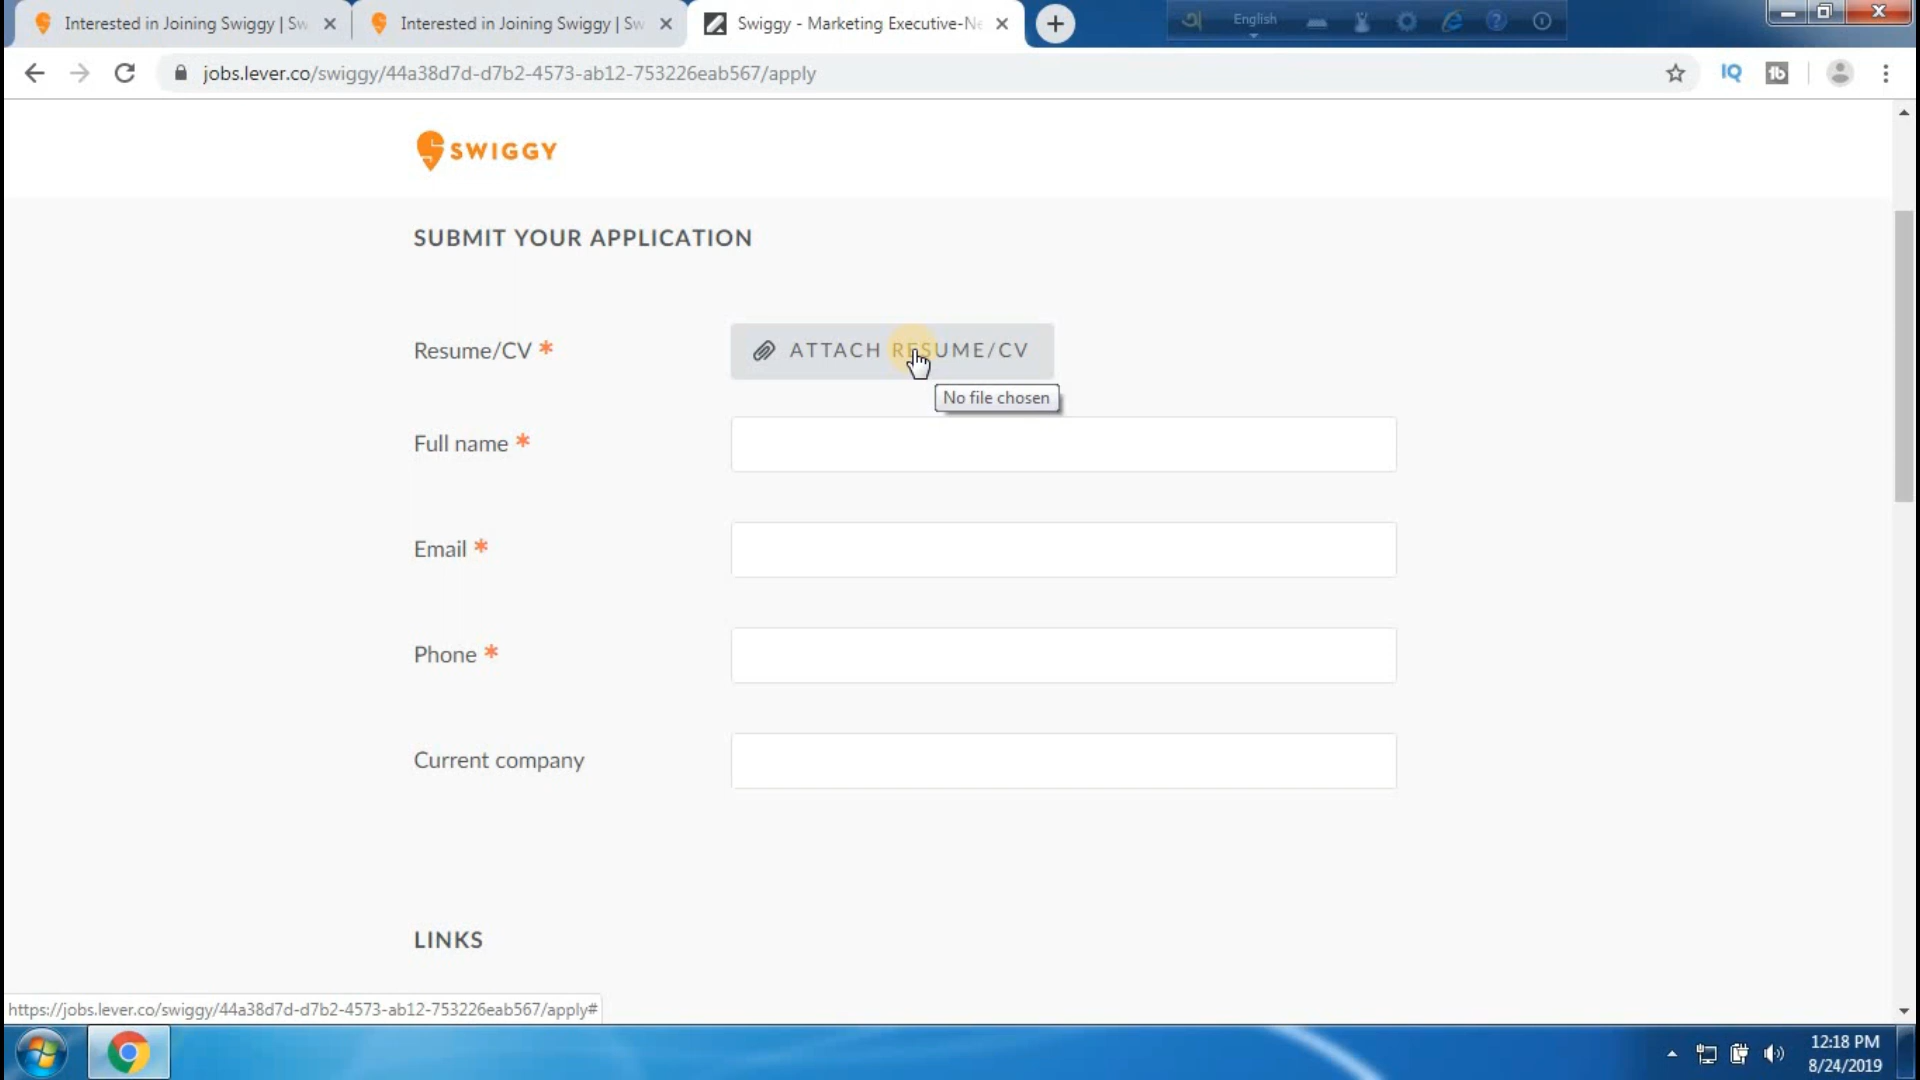 Interested in Joining Swiggy | Sw
Interested in Joining Swiggy | Sw
Swiggy - Marketing Executive-Ne
English
jobs.lever.co/swiggy/44a38d7d-d7b2-4573-ab12-753226eab567/apply
IQ
SWIGGY
SUBMIT YOUR APPLICATION
Resume/CV *
ATTACH RESUME/CV
No file chosen
Full name *
Email *
Phone *
Current company
LINKS
https://jobs.lever.co/swiggy/44a38d7d-d7b2-4573-ab12-753226eab567/apply#
12:18 PM
8/24/2019